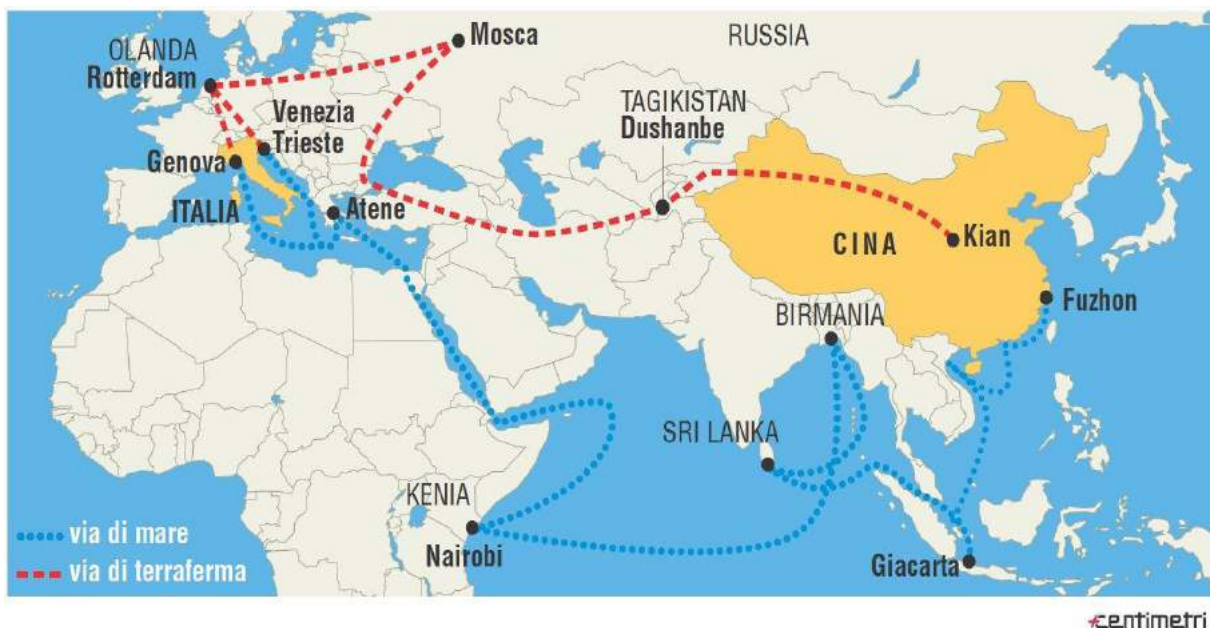 Mosca
RUSSIA
OLANDA
Rotterdam
TAGIKISTAN
Dushanbe
Venezia
Trieste
Genova
ITALIA
Atene
CINA
Kian
Fuzhon
BIRMANIA
SRI LANKA
KENIA
Nairobi
Giacarta
via di mare
via di terraferma
centimetri